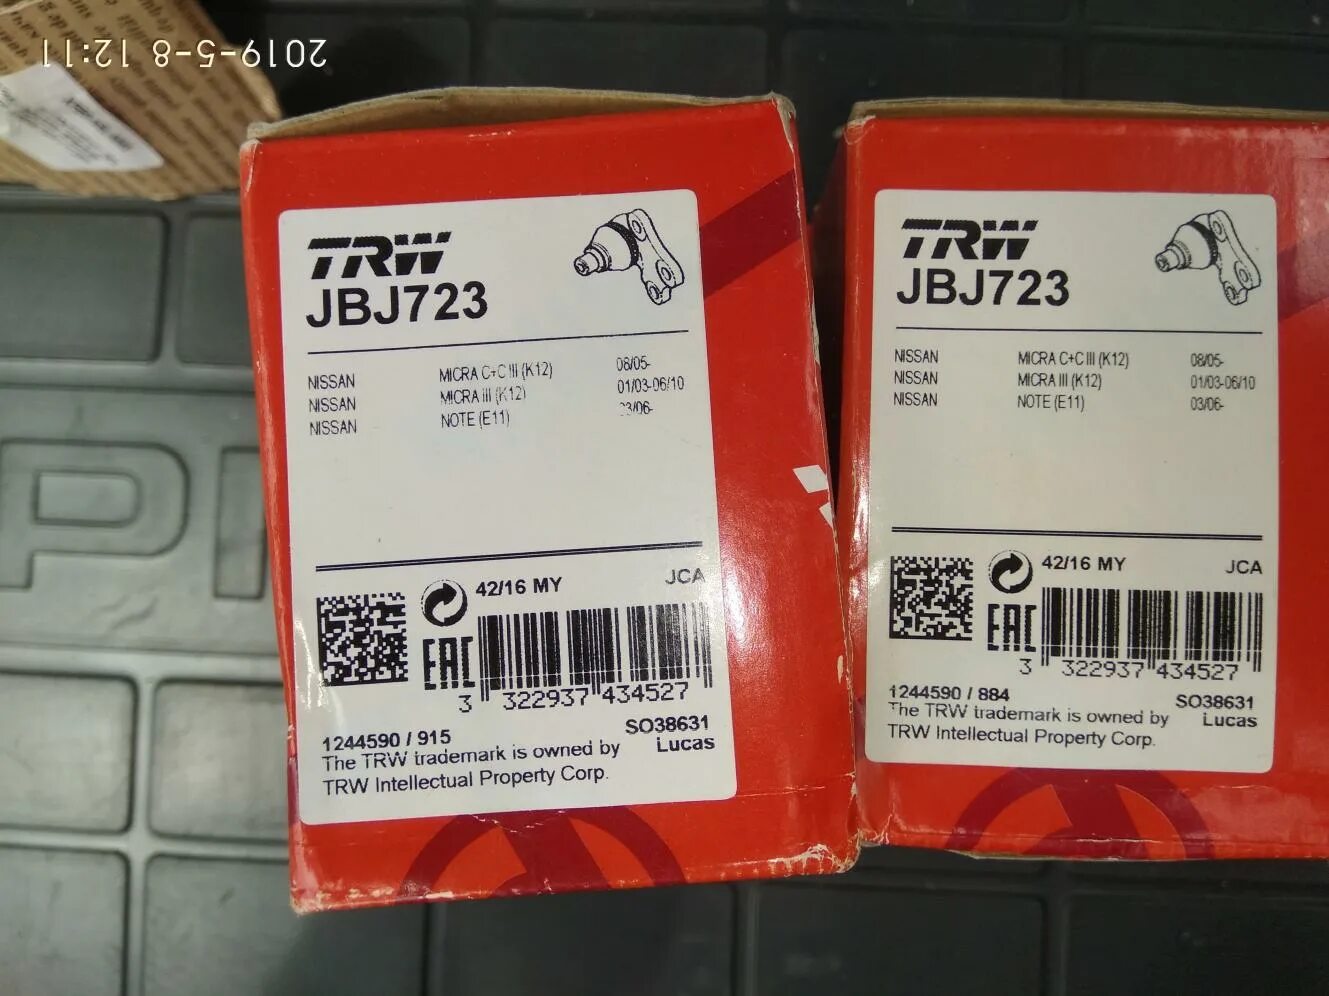 2019-5-8 12:11
TRW
JBJ723
NISSAN MICRA C+C III (K12) 08/05-
NISSAN MICRA III (K12) 01/03-06/10
NISSAN NOTE (E11) 03/06-
42/16 MY JCA
EAC
3 322937 434527
1244590 / 915 SO38631
The TRW trademark is owned by Lucas
TRW Intellectual Property Corp.
TRW
JBJ723
NISSAN MICRA C+C III (K12) 08/05-
NISSAN MICRA III (K12) 01/03-06/10
NISSAN NOTE (E11) 03/06-
42/16 MY JCA
EAC
3 322937 434527
1244590 / 884 SO38631
The TRW trademark is owned by Lucas
TRW Intellectual Property Corp.